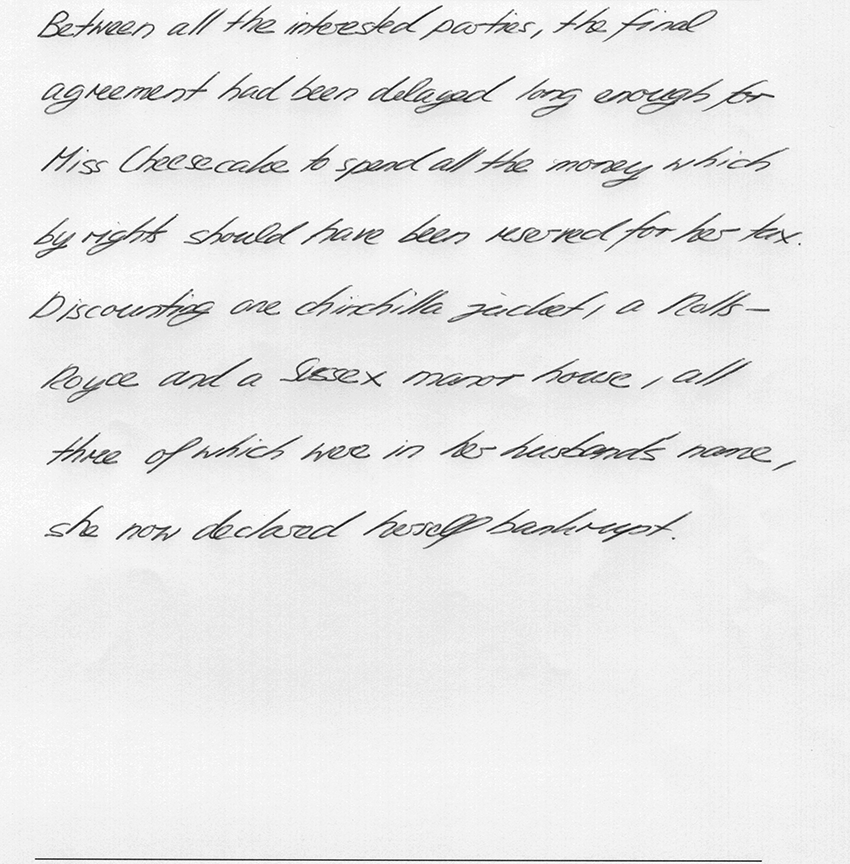 Between all the interested parties, the final
agreement had been delayed long enough for
Miss Cheesecake to spend all the money which
by rights should have been reserved for her tax.
Discounting one chinchilla jacket, a Rolls-
Royce and a Sussex manor house, all
three of which were in her husband's name,
she now declared herself bankrupt.